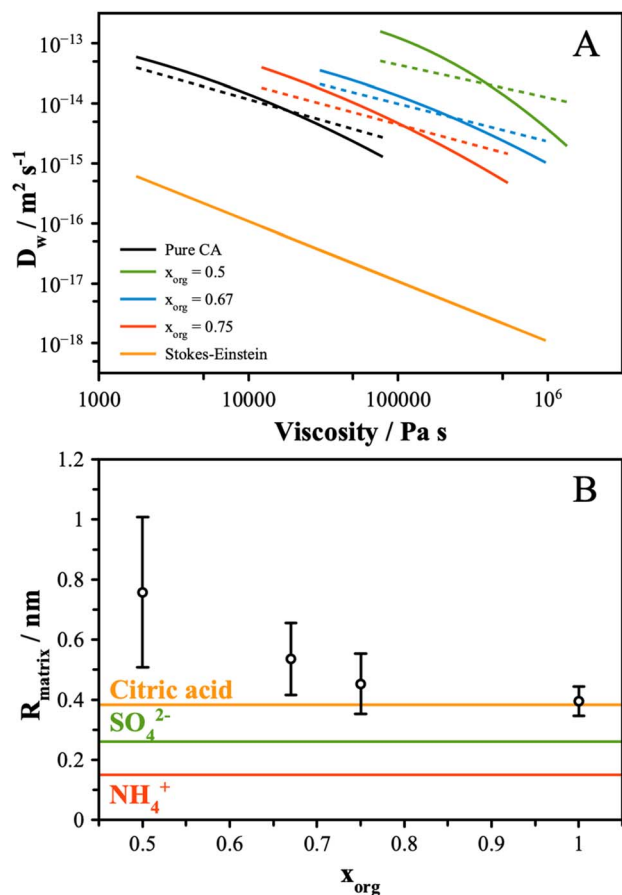 A
10⁻¹³
10⁻¹⁴
10⁻¹⁵
10⁻¹⁶
10⁻¹⁷
10⁻¹⁸
D_w / m² s⁻¹
Pure CA
x_org = 0.5
x_org = 0.67
x_org = 0.75
Stokes-Einstein
1000 10000 100000 10⁶
Viscosity / Pa s
B
1.2
1
0.8
0.6
0.4
0.2
0
R_matrix / nm
Citric acid
SO₄²⁻
NH₄⁺
0.5 0.6 0.7 0.8 0.9 1
x_org